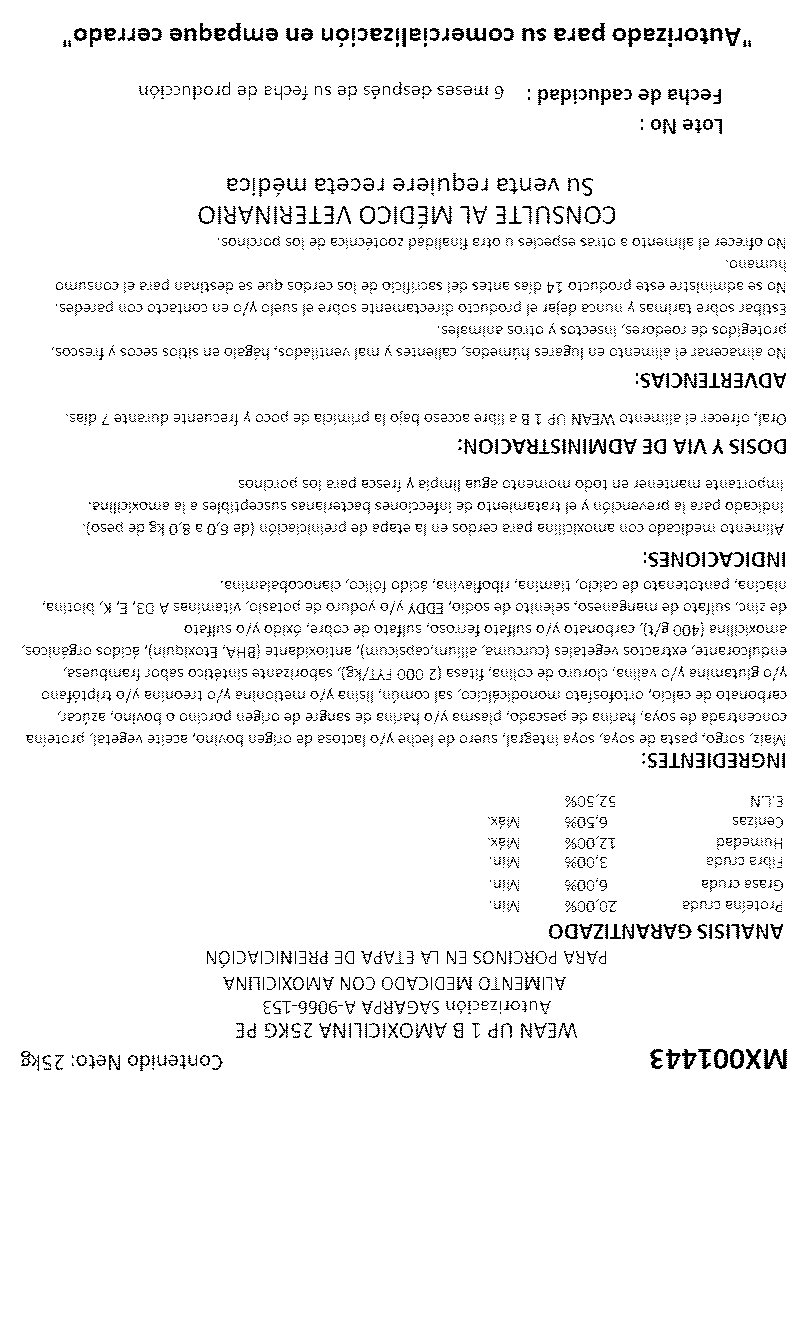 MX001443 Contenido Neto: 25kg
WEAN UP 1 B AMOXICILINA 25KG PE
Autorización SAGARPA A-9066-153
ALIMENTO MEDICADO CON AMOXICILINA
PARA PORCINOS EN LA ETAPA DE PREINICIACIÓN
ANALISIS GARANTIZADO
Proteína cruda 20,00% Min.
Grasa cruda 6,00% Min.
Fibra cruda 3,00% Min.
Humedad 12,00% Máx.
Cenizas 6,50% Máx.
E.L.N 52,50%
INGREDIENTES:
Maíz, sorgo, pasta de soya, soya integral, suero de leche y/o lactosa de origen bovino, aceite vegetal, proteína
concentrada de soya, harina de pescado, plasma y/o harina de sangre de origen porcino o bovino, azúcar,
carbonato de calcio, ortofosfato monodicálcico, sal común, lisina y/o metionina y/o treonina y/o triptófano
y/o glutamina y/o valina, cloruro de colina, fitasa (2 000 FYT/kg), saborizante sintético sabor frambuesa,
endulzorante, extractos vegetales (curcuma, allium,capsicum), antioxidante (BHA, Etoxiquin), ácidos orgánicos,
amoxicilina (400 g/t), carbonato y/o sulfato ferroso, sulfato de cobre, óxido y/o sulfato
de zinc, sulfato de manganeso, selenito de sodio, EDDY y/o yoduro de potasio, vitaminas A D3, E, K, biotina,
niacina, pantotenato de calcio, tiamina, riboflavina, ácido fólico, cianocobalamina.
INDICACIONES:
Alimento medicado con amoxicilina para cerdos en la etapa de preiniciación (de 6,0 a 8,0 kg de peso).
Indicado para la prevención y el tratamiento de infecciones bacterianas susceptibles a la amoxicilina.
Importante mantener en todo momento agua limpia y fresca para los porcinos
DOSIS Y VIA DE ADMINISTRACION:
Oral, ofrecer el alimento WEAN UP 1 B a libre acceso bajo la primicia de poco y frecuente durante 7 días.
ADVERTENCIAS:
No almacenar el alimento en lugares húmedos, calientes y mal ventilados, hágalo en sitios secos y frescos,
protegidos de roedores, insectos y otros animales.
Estibar sobre tarimas y nunca dejar el producto directamente sobre el suelo y/o en contacto con paredes.
No se administre este producto 14 días antes del sacrificio de los cerdos que se destinan para el consumo
humano.
No ofrecer el alimento a otras especies u otra finalidad zootécnica de los porcinos.
CONSULTE AL MÉDICO VETERINARIO
Su venta requiere receta médica
Lote No :
Fecha de caducidad : 6 meses después de su fecha de producción
"Autorizado para su comercialización en empaque cerrado"